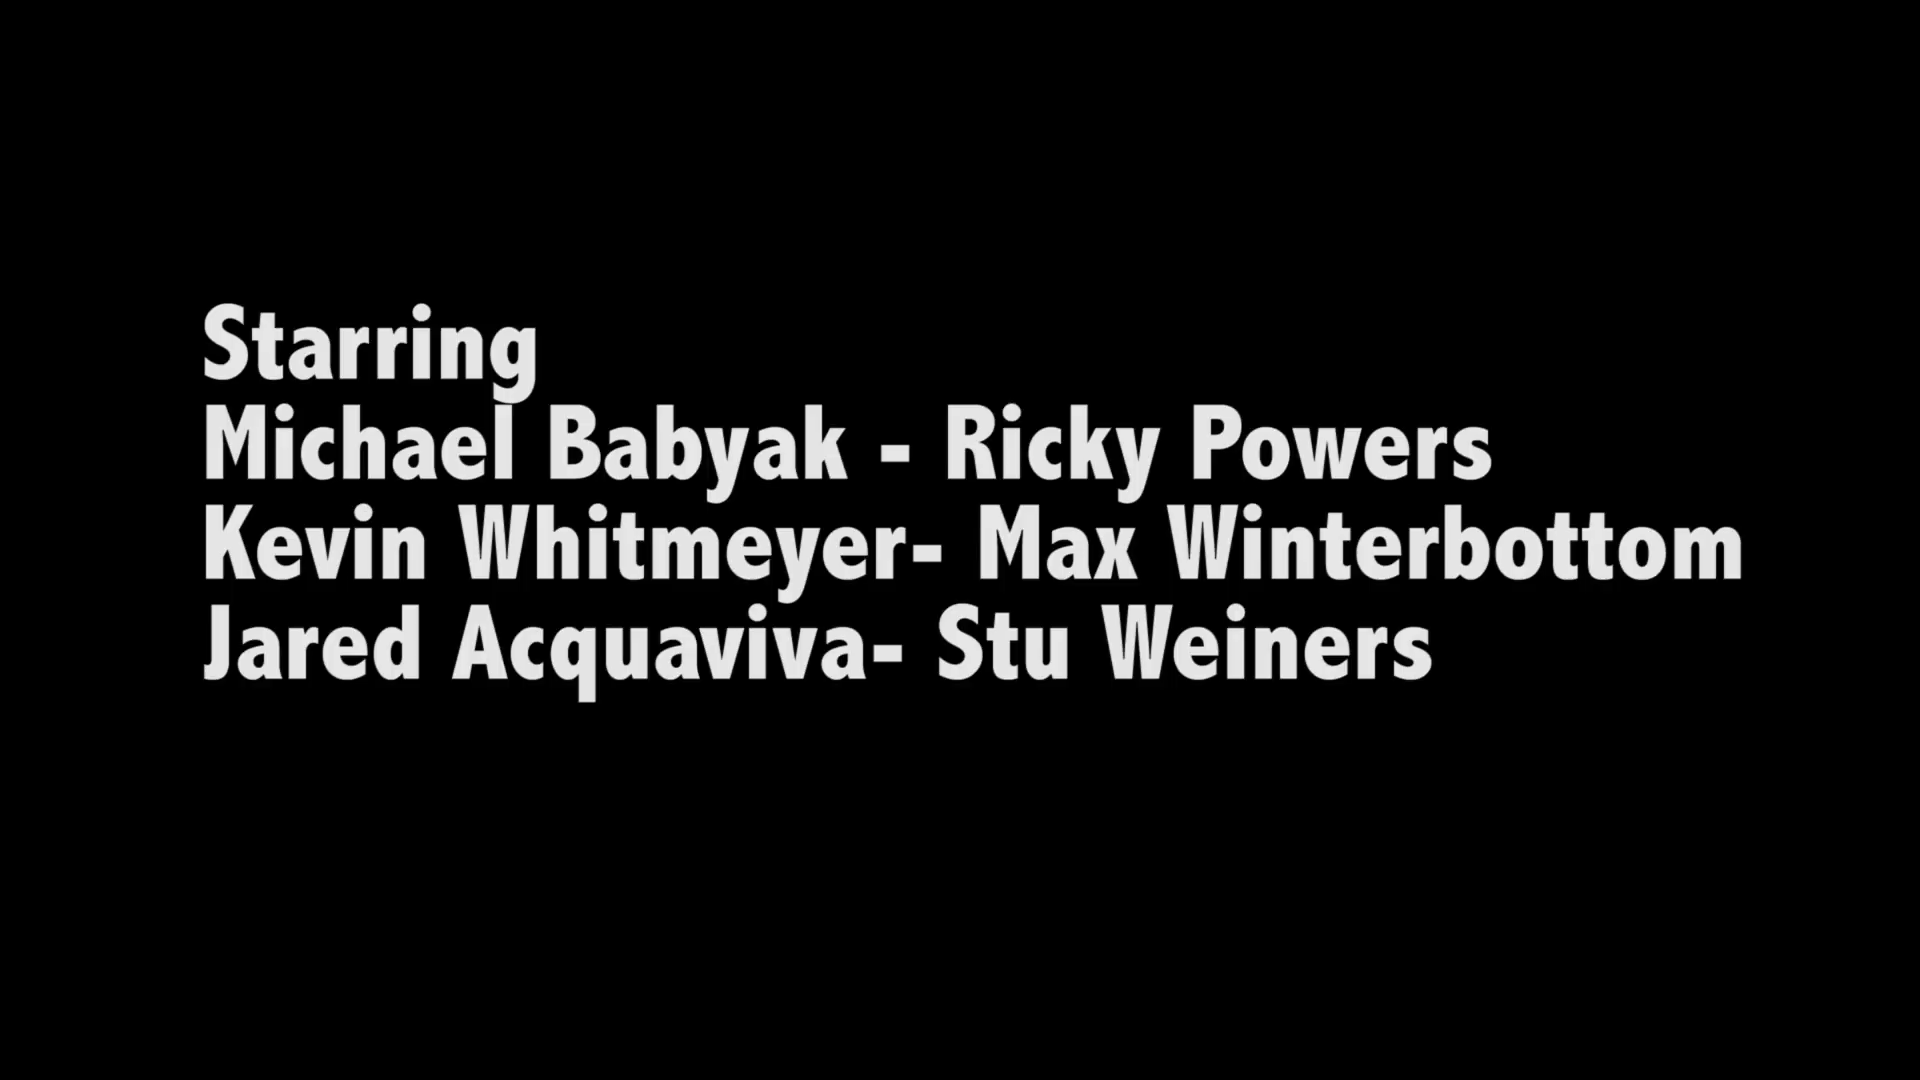 Starring
Michael Babyak - Ricky Powers
Kevin Whitmeyer- Max Winterbottom
Jared Acquaviva- Stu Weiners